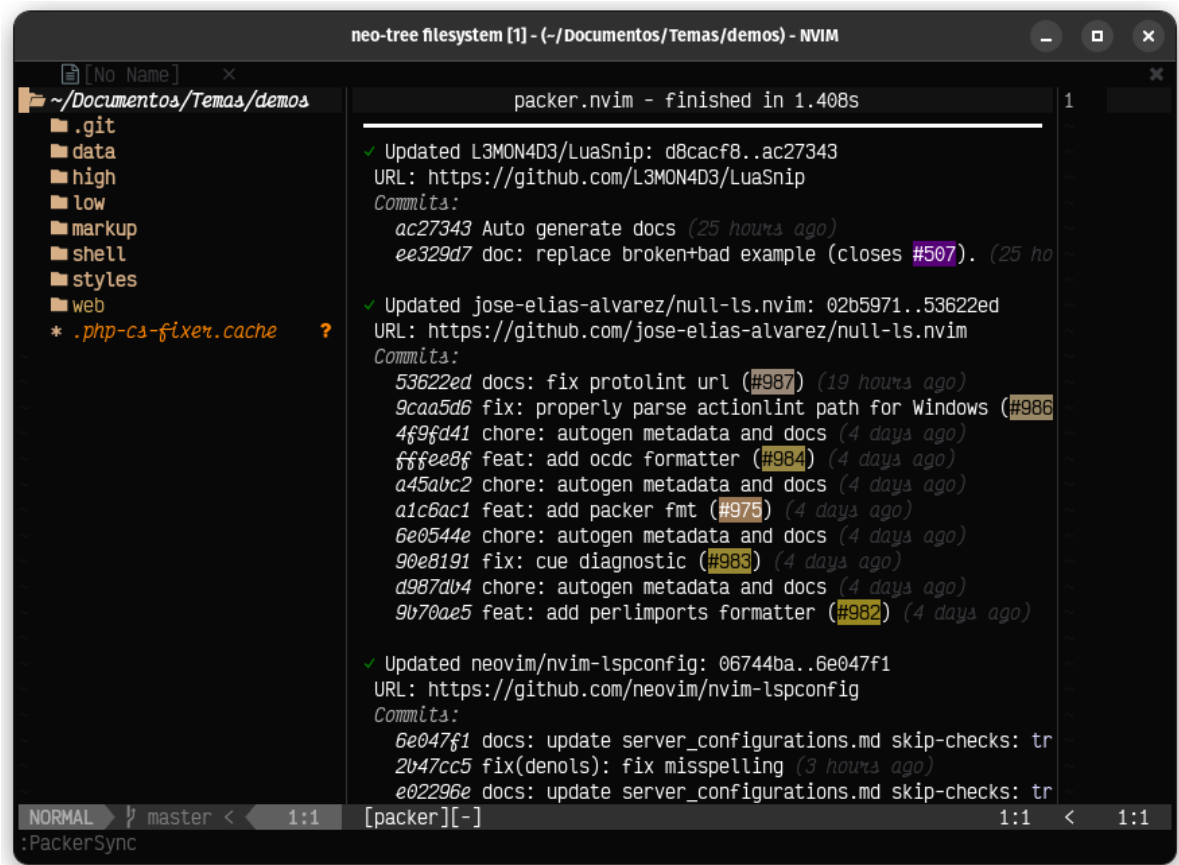 neo-tree filesystem [1] - (~/Documentos/Temas/demos) - NVIM
[No Name] ×
~/Documentos/Temas/demos
.git
data
high
low
markup
shell
styles
web
* .php-cs-fixer.cache ?
packer.nvim - finished in 1.408s
✓ Updated L3MON4D3/LuaSnip: d8cacf8..ac27343
URL: https://github.com/L3MON4D3/LuaSnip
Commits:
ac27343 Auto generate docs (25 hours ago)
ee329d7 doc: replace broken+bad example (closes #507). (25 ho
✓ Updated jose-elias-alvarez/null-ls.nvim: 02b5971..53622ed
URL: https://github.com/jose-elias-alvarez/null-ls.nvim
Commits:
53622ed docs: fix protolint url (#987) (19 hours ago)
9caa5d6 fix: properly parse actionlint path for Windows (#986
4f9fd41 chore: autogen metadata and docs (4 days ago)
fffee8f feat: add ocdc formatter (#984) (4 days ago)
a45abc2 chore: autogen metadata and docs (4 days ago)
a1c6ac1 feat: add packer fmt (#975) (4 days ago)
6e0544e chore: autogen metadata and docs (4 days ago)
90e8191 fix: cue diagnostic (#983) (4 days ago)
d987db4 chore: autogen metadata and docs (4 days ago)
9b70ae5 feat: add perlimports formatter (#982) (4 days ago)
✓ Updated neovim/nvim-lspconfig: 06744ba..6e047f1
URL: https://github.com/neovim/nvim-lspconfig
Commits:
6e047f1 docs: update server_configurations.md skip-checks: tr
2b47cc5 fix(denols): fix misspelling (3 hours ago)
e02296e docs: update server_configurations.md skip-checks: tr
1
NORMAL master < 1:1 [packer][-] 1:1 < 1:1
:PackerSync